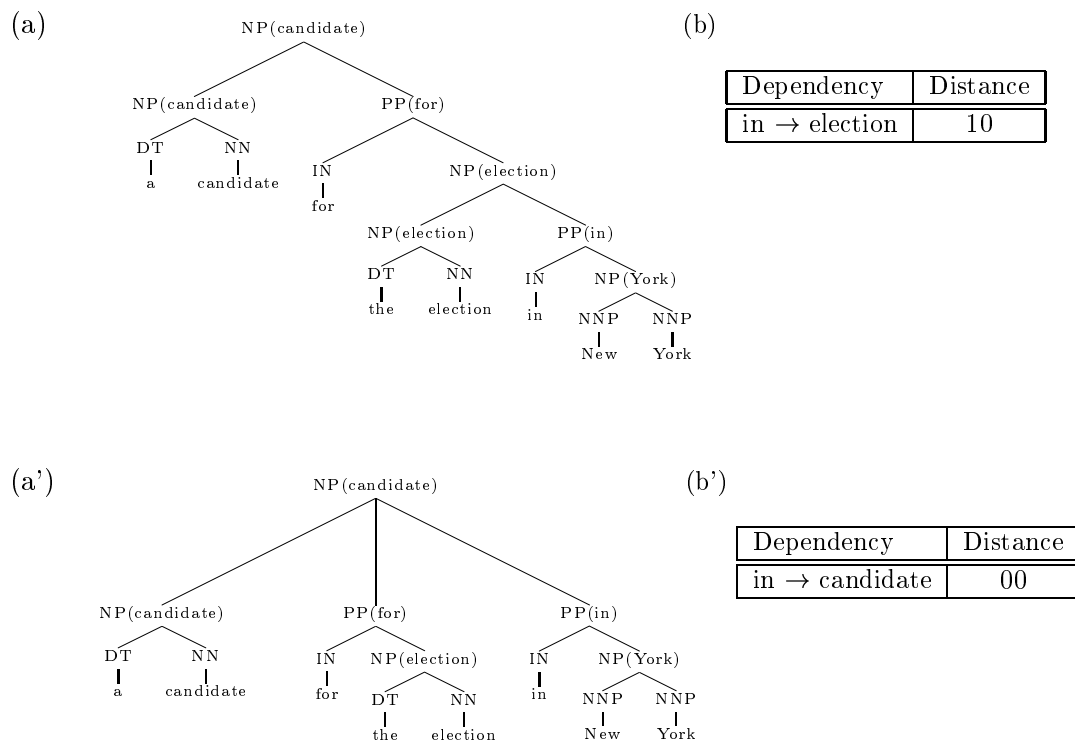 (a)
NP(candidate)
(b)
Dependency Distance
in → election 10
NP(candidate) PP(for)
DT NN IN NP(election)
a candidate for
NP(election) PP(in)
DT NN IN NP(York)
the election in NNP NNP
New York
(a')
NP(candidate)
(b')
Dependency Distance
in → candidate 00
NP(candidate) PP(for) PP(in)
DT NN IN NP(election) IN NP(York)
a candidate for DT NN in NNP NNP
the election New York